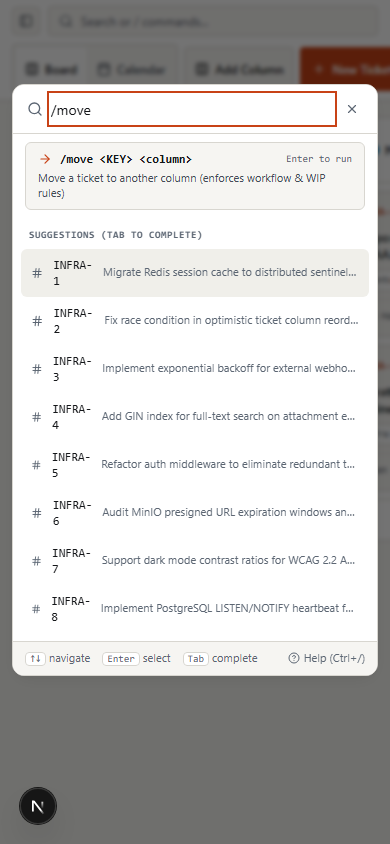 Search or / commands...
Board
Calendar
Add Column
+ New Ticke
/move
/move <KEY> <column>
Enter to run
Move a ticket to another column (enforces workflow & WIP
rules)
SUGGESTIONS (TAB TO COMPLETE)
# INFRA-
1
Migrate Redis session cache to distributed sentinel...
# INFRA-
2
Fix race condition in optimistic ticket column reord...
# INFRA-
3
Implement exponential backoff for external webho...
# INFRA-
4
Add GIN index for full-text search on attachment e...
# INFRA-
5
Refactor auth middleware to eliminate redundant t...
# INFRA-
6
Audit MinIO presigned URL expiration windows an...
# INFRA-
7
Support dark mode contrast ratios for WCAG 2.2 A...
# INFRA-
8
Implement PostgreSQL LISTEN/NOTIFY heartbeat f...
↑↓ navigate
Enter select
Tab complete
Help (Ctrl+/)
N